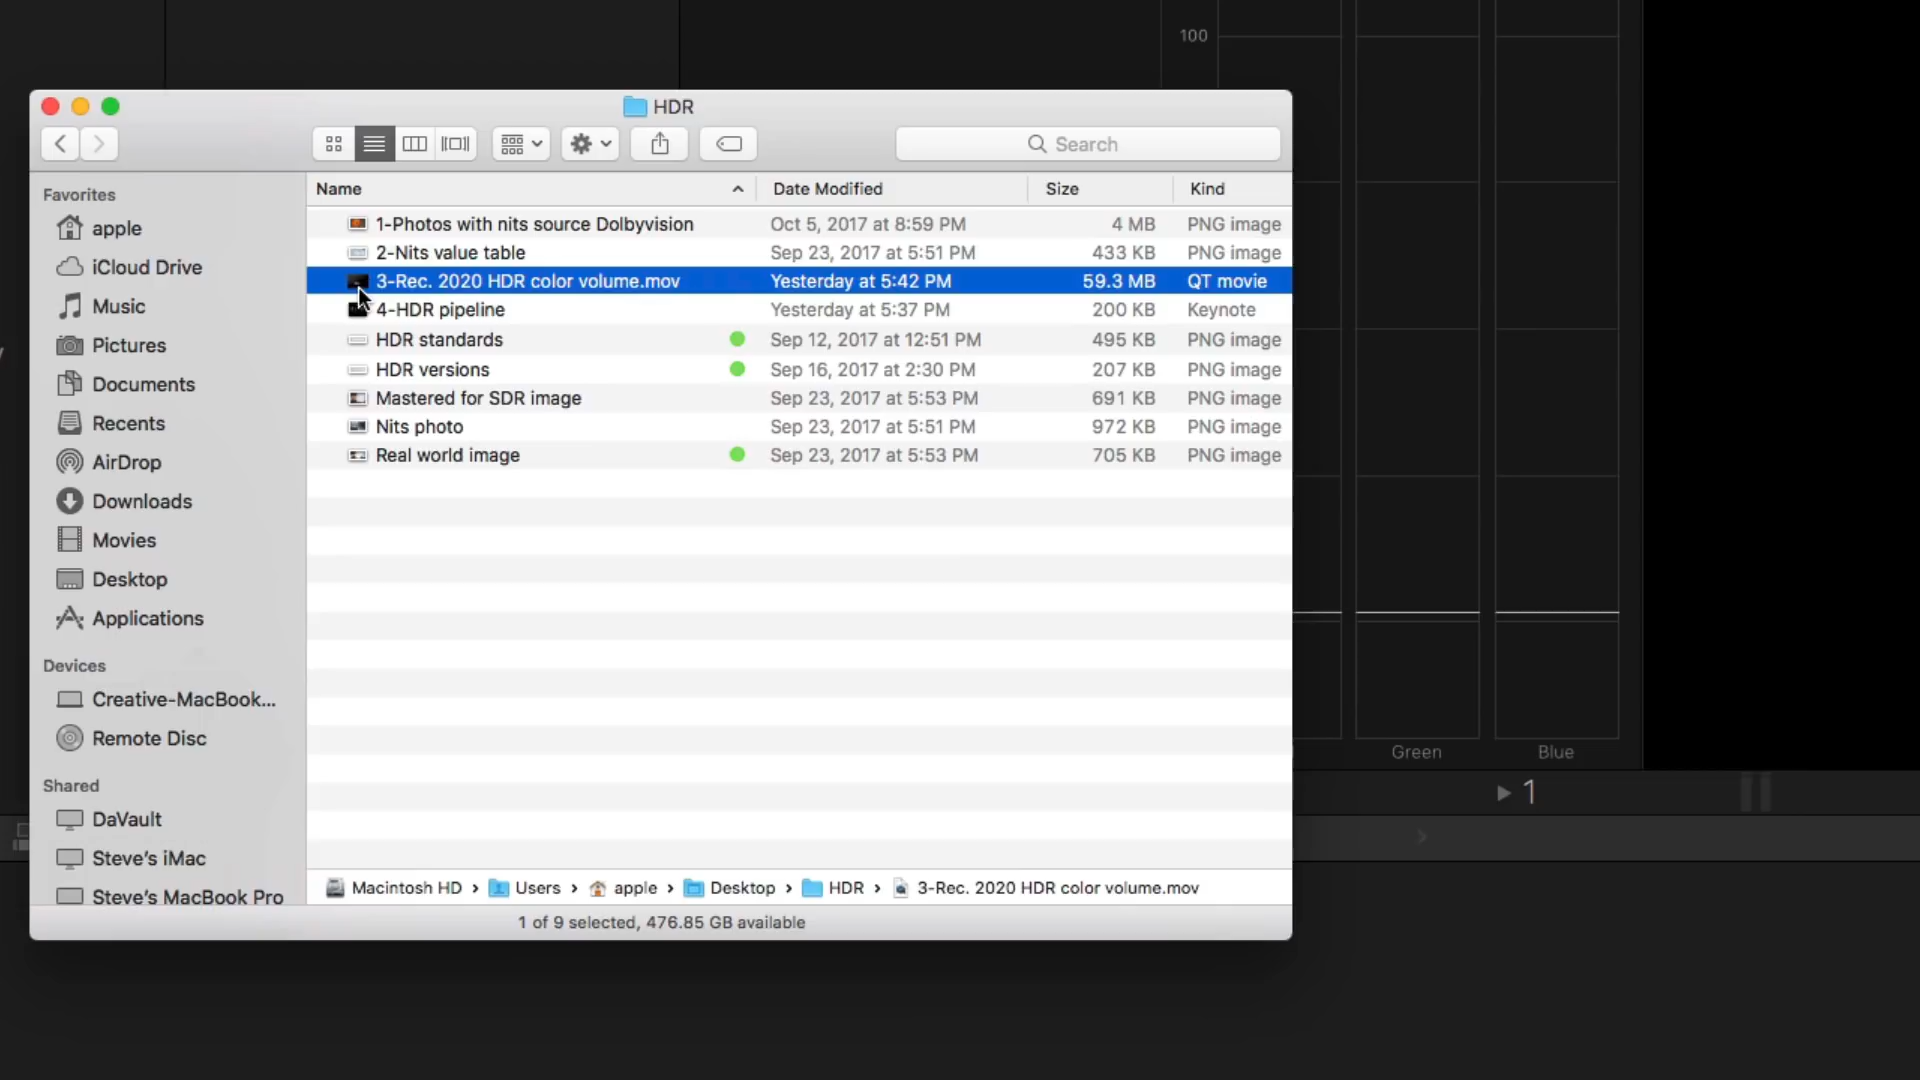 100
HDR
Search
Favorites
apple
iCloud Drive
Music
Pictures
Documents
Recents
AirDrop
Downloads
Movies
Desktop
Applications
Devices
Creative-MacBook...
Remote Disc
Shared
DaVault
Steve's iMac
Steve's MacBook Pro
Name Date Modified Size Kind
1-Photos with nits source Dolbyvision Oct 5, 2017 at 8:59 PM 4 MB PNG image
2-Nits value table Sep 23, 2017 at 5:51 PM 433 KB PNG image
3-Rec. 2020 HDR color volume.mov Yesterday at 5:42 PM 59.3 MB QT movie
4-HDR pipeline Yesterday at 5:37 PM 200 KB Keynote
HDR standards Sep 12, 2017 at 12:51 PM 495 KB PNG image
HDR versions Sep 16, 2017 at 2:30 PM 207 KB PNG image
Mastered for SDR image Sep 23, 2017 at 5:53 PM 691 KB PNG image
Nits photo Sep 23, 2017 at 5:51 PM 972 KB PNG image
Real world image Sep 23, 2017 at 5:53 PM 705 KB PNG image
Macintosh HD › Users › apple › Desktop › HDR › 3-Rec. 2020 HDR color volume.mov
1 of 9 selected, 476.85 GB available
Green Blue
1